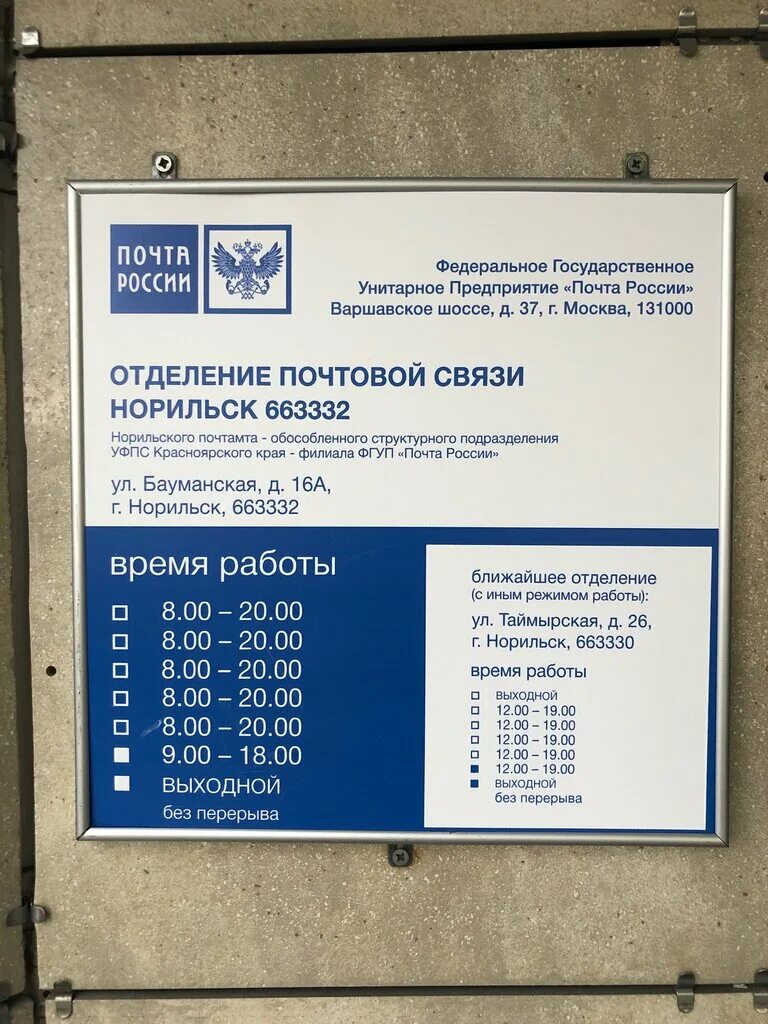 ПОЧТА
РОССИИ
Федеральное Государственное
Унитарное Предприятие «Почта России»
Варшавское шоссе, д. 37, г. Москва, 131000
ОТДЕЛЕНИЕ ПОЧТОВОЙ СВЯЗИ
НОРИЛЬСК 663332
Норильского почтамта - обособленного структурного подразделения
УФПС Красноярского края - филиала ФГУП «Почта России»
ул. Бауманская, д. 16А,
г. Норильск, 663332
время работы
8.00 – 20.00
8.00 – 20.00
8.00 – 20.00
8.00 – 20.00
8.00 – 20.00
9.00 – 18.00
ВЫХОДНОЙ
без перерыва
ближайшее отделение
(с иным режимом работы):
ул. Таймырская, д. 26,
г. Норильск, 663330
время работы
ВЫХОДНОЙ
12.00 – 19.00
12.00 – 19.00
12.00 – 19.00
12.00 – 19.00
12.00 – 19.00
ВЫХОДНОЙ
без перерыва